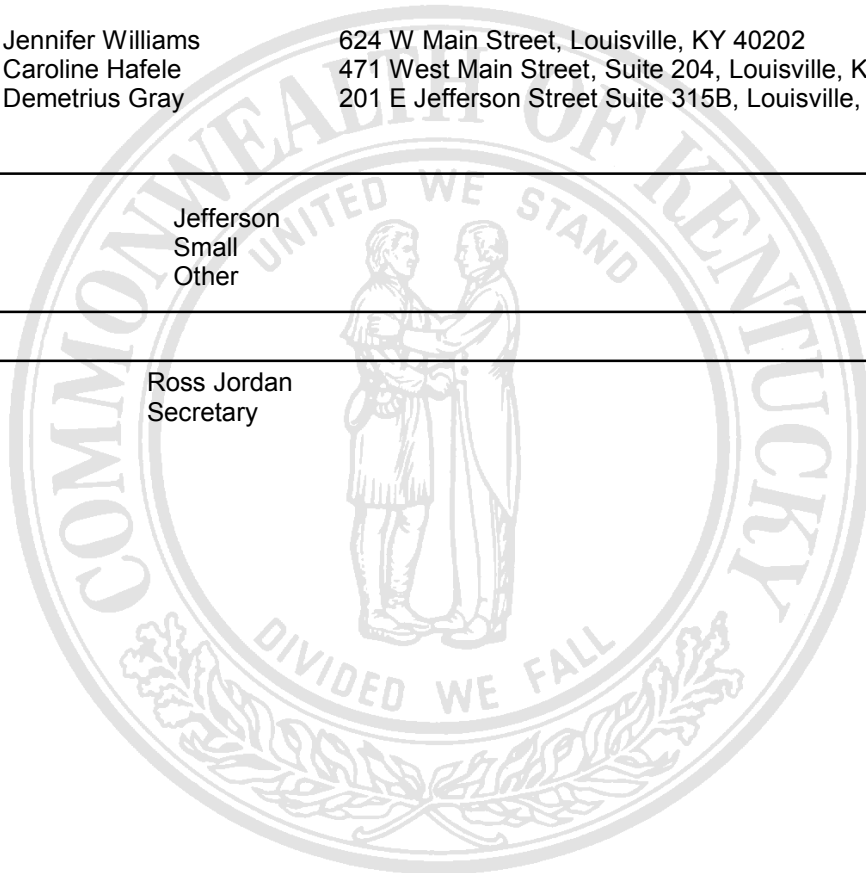 Jennifer Williams 624 W Main Street, Louisville, KY 40202
Caroline Hafele 471 West Main Street, Suite 204, Louisville,
Demetrius Gray 201 E Jefferson Street Suite 315B, Louisville,
COMMONWEALTH OF KENTUCKY
UNITED WE STAND
Jefferson
Small
Other
Ross Jordan
Secretary
DIVIDED WE FALL